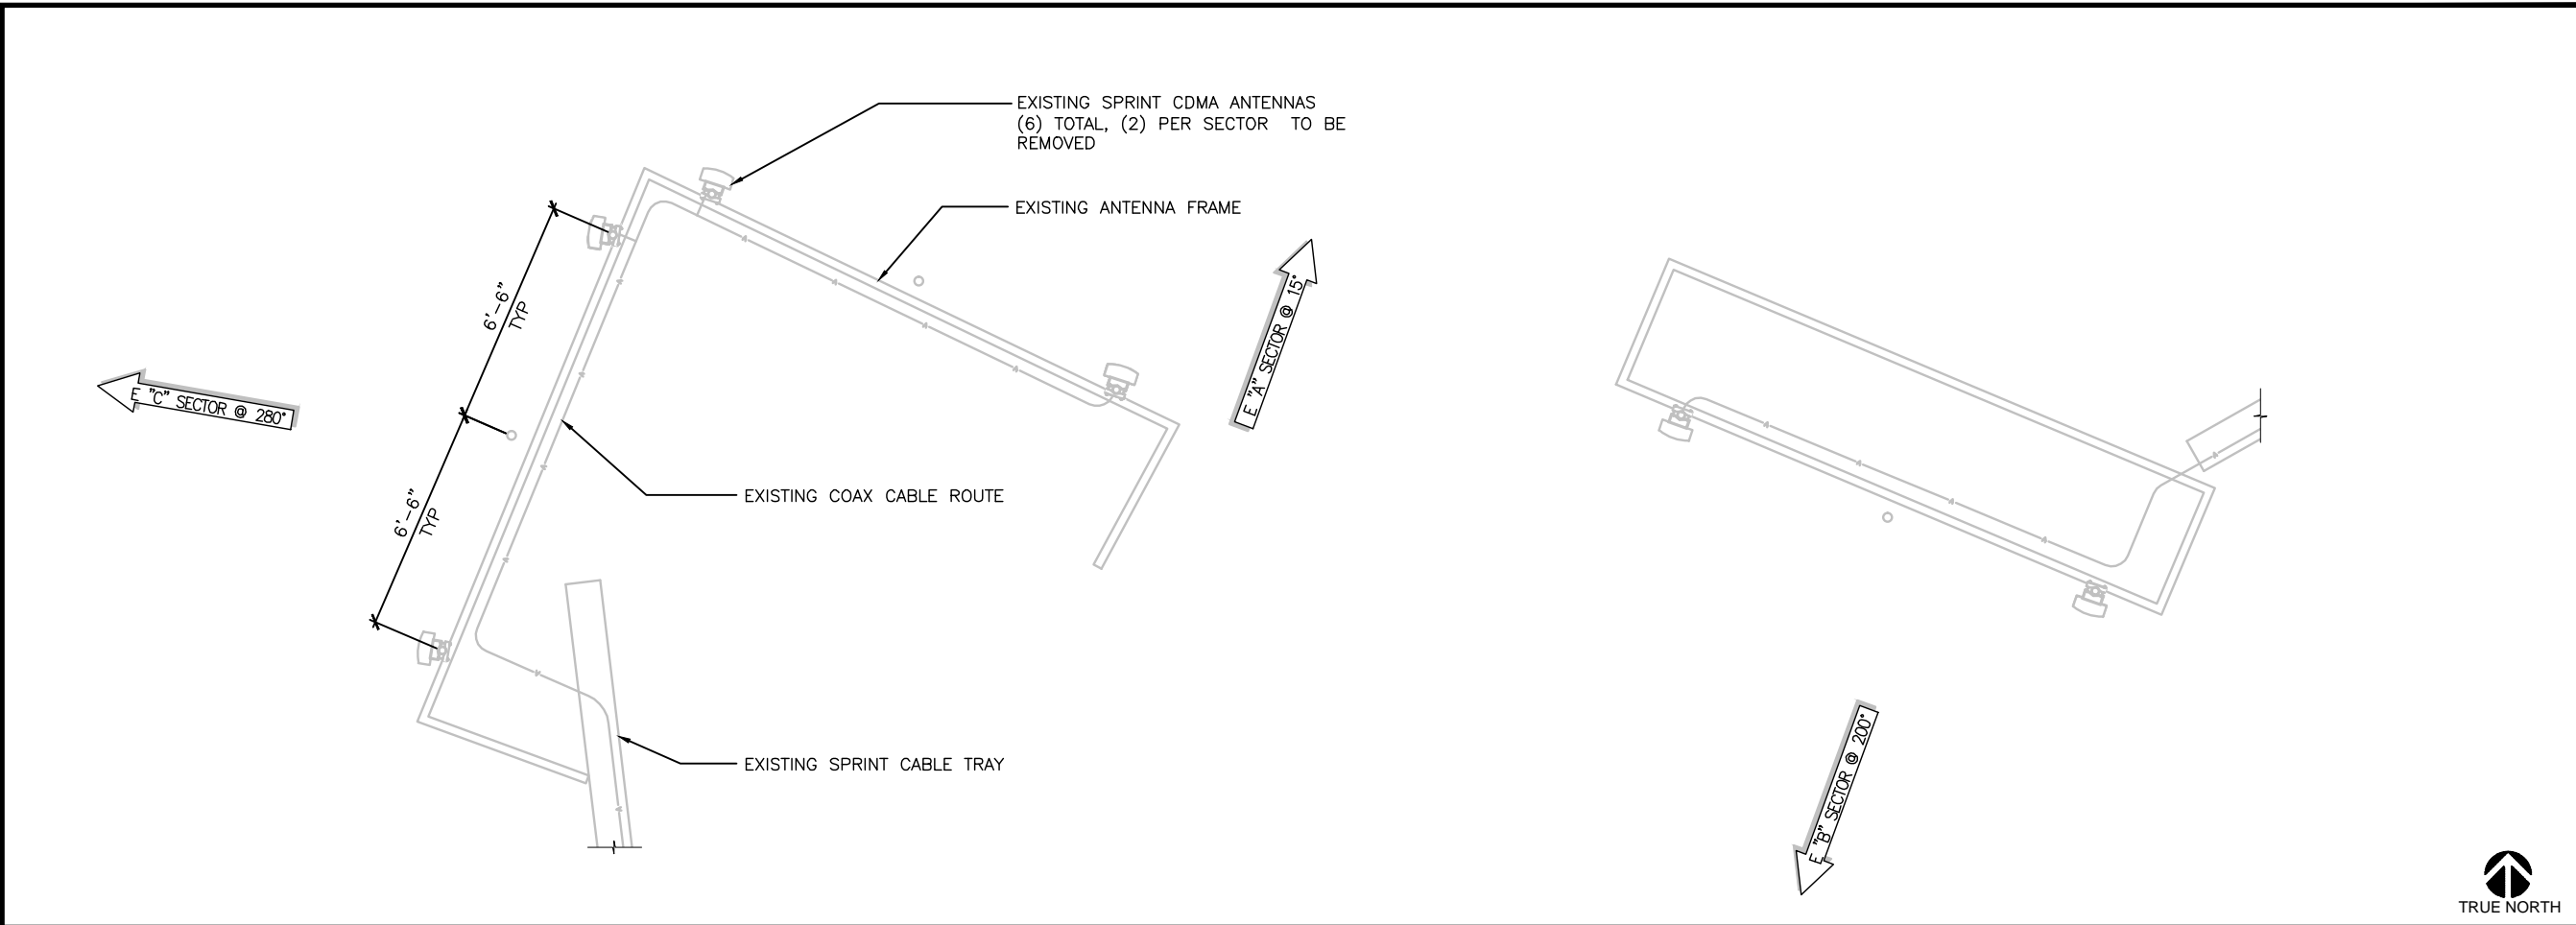 EXISTING SPRINT CDMA ANTENNAS
(6) TOTAL, (2) PER SECTOR TO BE
REMOVED
EXISTING ANTENNA FRAME
6'-6"
TYP
E "A" SECTOR @ 15°
E "C" SECTOR @ 280°
6'-6"
TYP
EXISTING COAX CABLE ROUTE
EXISTING SPRINT CABLE TRAY
E "B" SECTOR @ 200°
TRUE NORTH